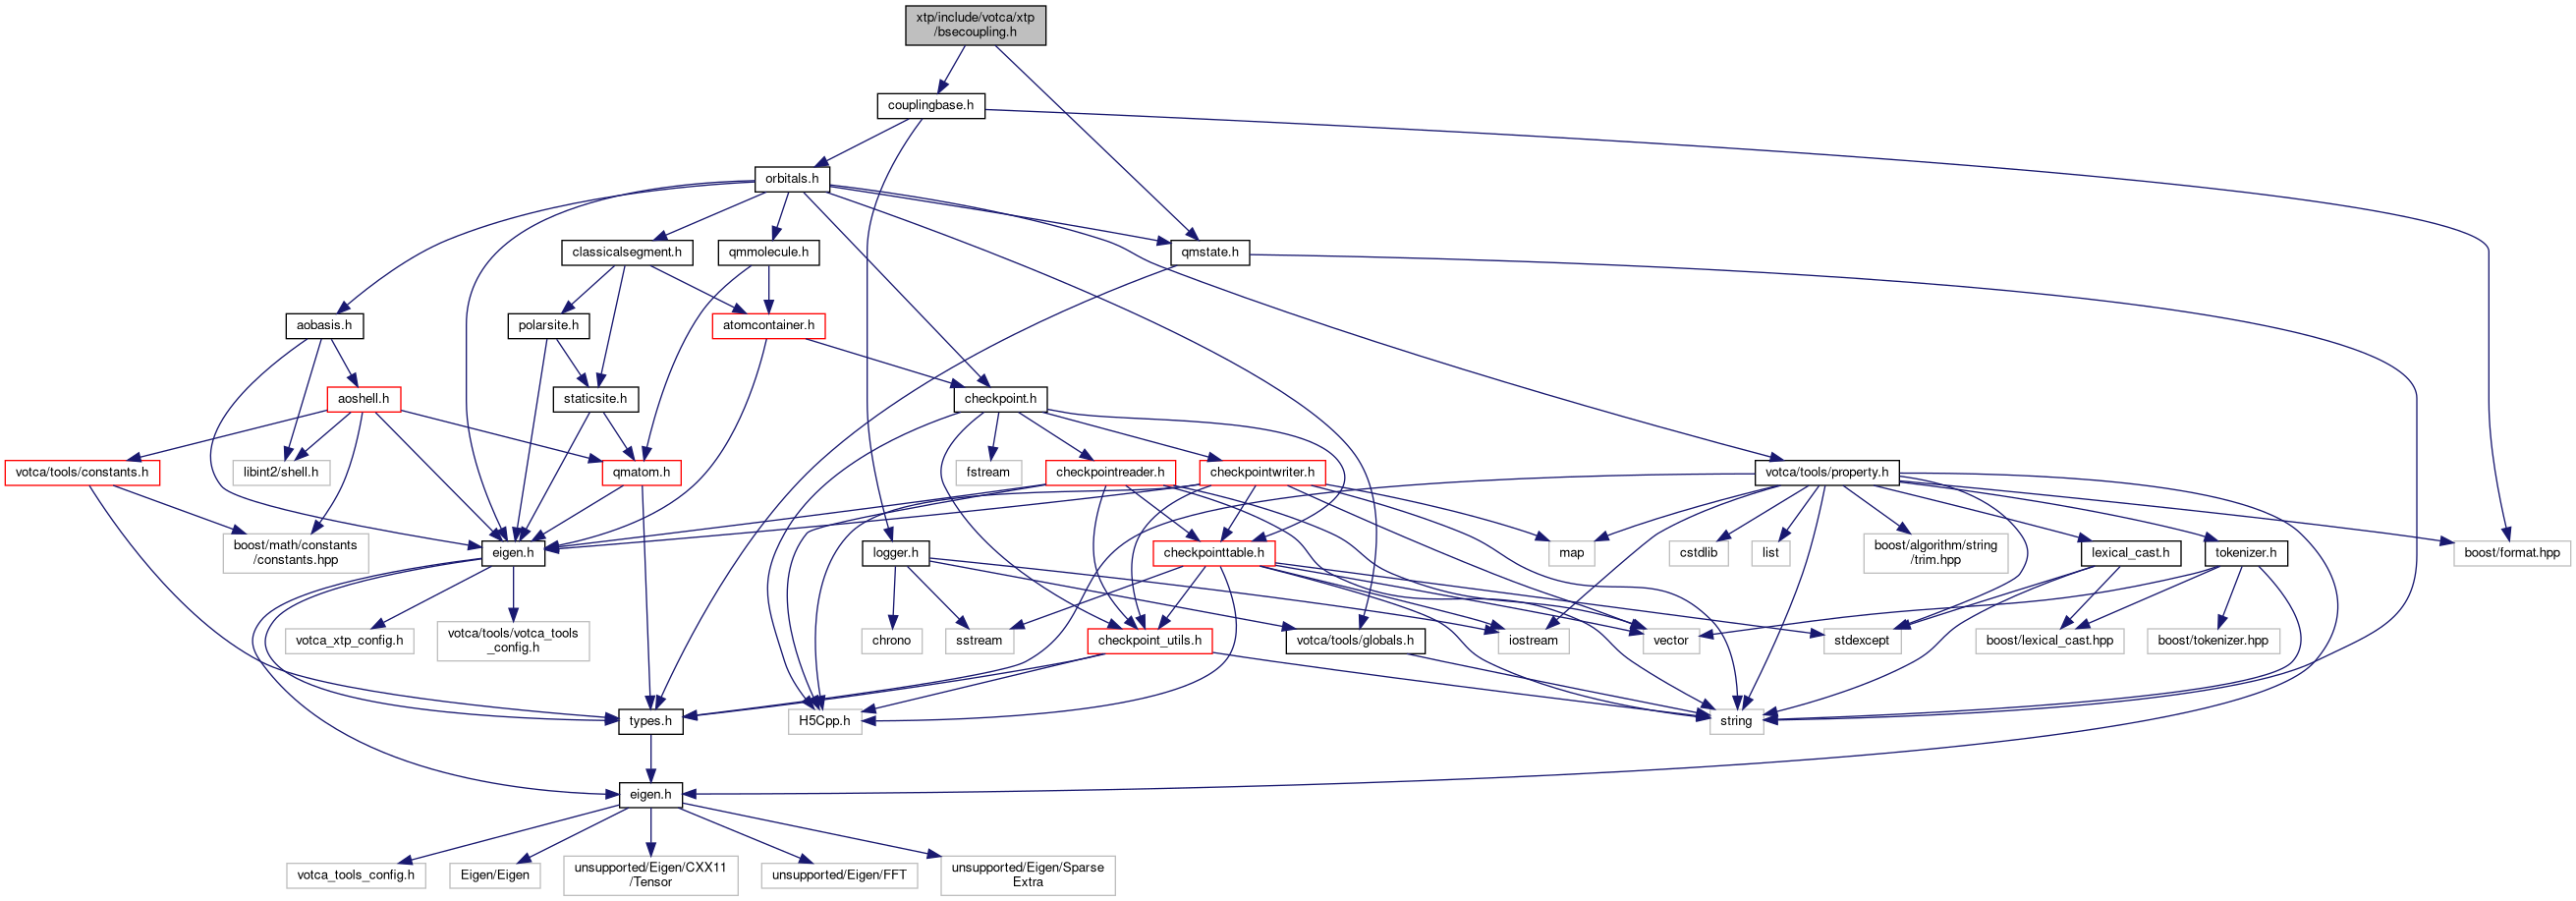 xtp/include/votca/xtp
/bsecoupling.h
couplingbase.h
orbitals.h
classicalsegment.h
qmmolecule.h
qmstate.h
aobasis.h
polarsite.h
atomcontainer.h
aoshell.h
staticsite.h
checkpoint.h
votca/tools/constants.h
libint2/shell.h
qmatom.h
fstream
checkpointreader.h
checkpointwriter.h
votca/tools/property.h
boost/math/constants
/constants.hpp
eigen.h
logger.h
checkpointtable.h
map
cstdlib
list
boost/algorithm/string
/trim.hpp
lexical_cast.h
tokenizer.h
boost/format.hpp
votca_xtp_config.h
votca/tools/votca_tools
_config.h
chrono
sstream
checkpoint_utils.h
votca/tools/globals.h
iostream
vector
stdexcept
boost/lexical_cast.hpp
boost/tokenizer.hpp
types.h
H5Cpp.h
string
eigen.h
votca_tools_config.h
Eigen/Eigen
unsupported/Eigen/CXX11
/Tensor
unsupported/Eigen/FFT
unsupported/Eigen/Sparse
Extra